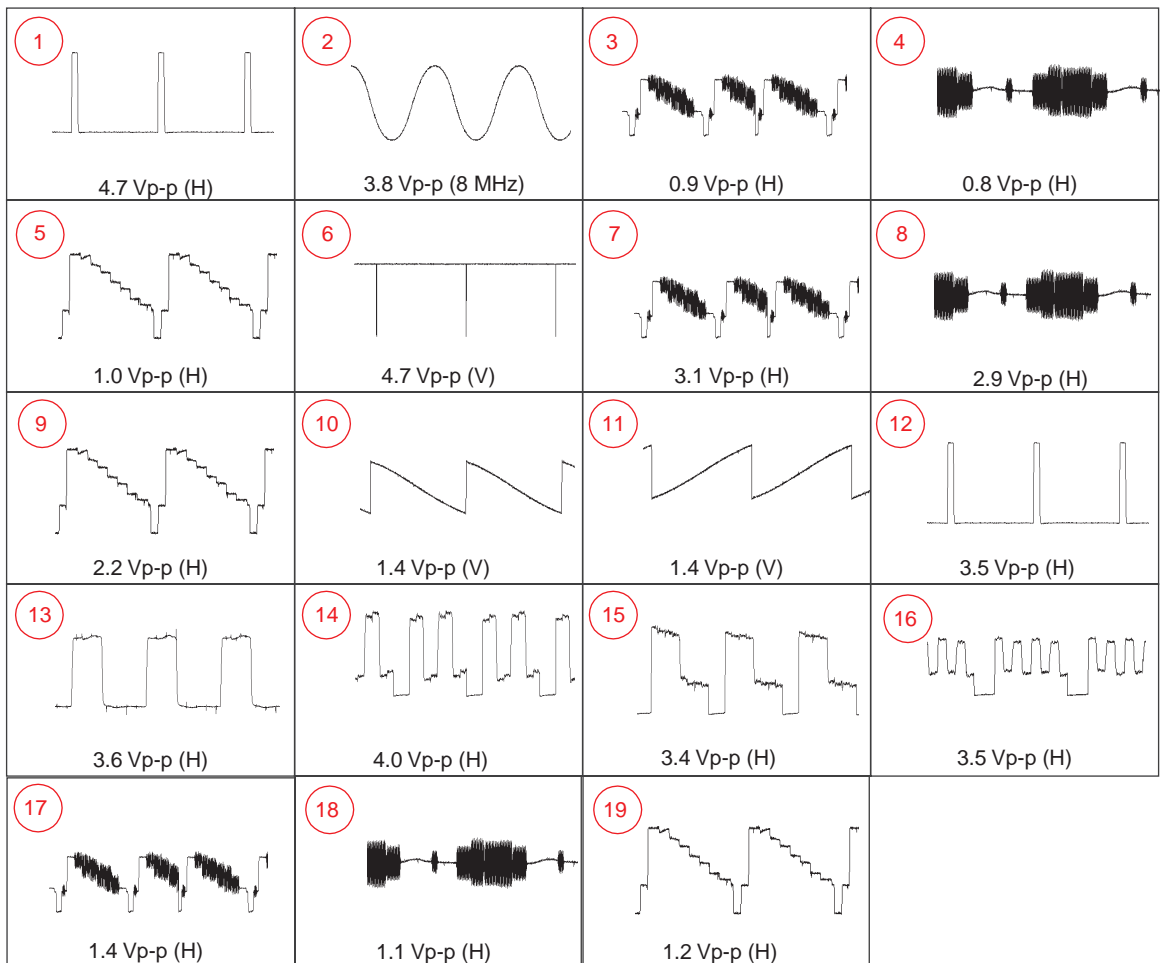 1
2
3
4
4.7 Vp-p (H)
3.8 Vp-p (8 MHz)
0.9 Vp-p (H)
0.8 Vp-p (H)
5
6
7
8
1.0 Vp-p (H)
4.7 Vp-p (V)
3.1 Vp-p (H)
2.9 Vp-p (H)
9
10
11
12
2.2 Vp-p (H)
1.4 Vp-p (V)
1.4 Vp-p (V)
3.5 Vp-p (H)
13
14
15
16
3.6 Vp-p (H)
4.0 Vp-p (H)
3.4 Vp-p (H)
3.5 Vp-p (H)
17
18
19
1.4 Vp-p (H)
1.1 Vp-p (H)
1.2 Vp-p (H)